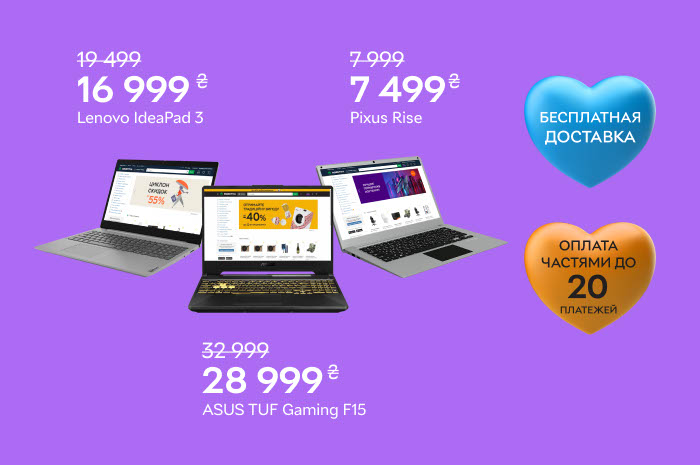 19 499
16 999 ₴
Lenovo IdeaPad 3
7 999
7 499 ₴
Pixus Rise
БЕСПЛАТНАЯ
ДОСТАВКА
ЦИКЛОН
СКИДОК
55%
-40%
ОПЛАТА
ЧАСТЯМИ ДО
20
ПЛАТЕЖЕЙ
32 999
28 999 ₴
ASUS TUF Gaming F15